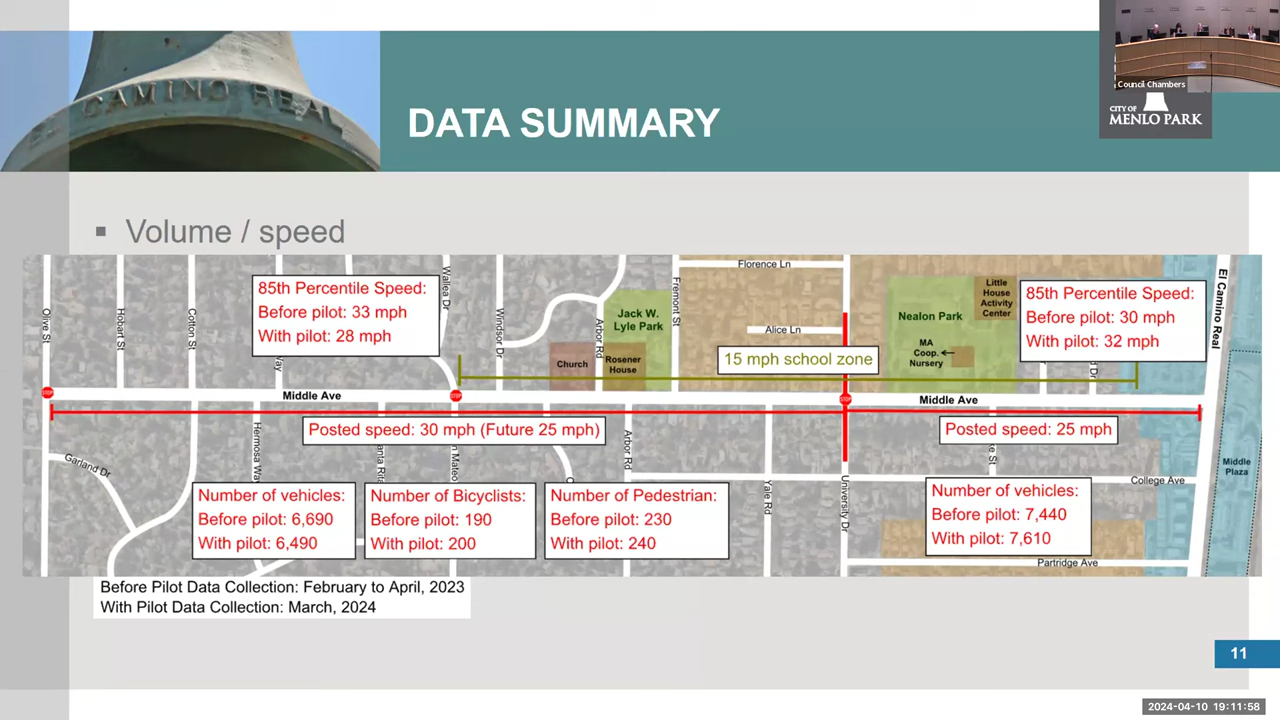 EL CAMINO REAL
DATA SUMMARY
Council Chambers
CITY OF
MENLO PARK
▪ Volume / speed
Olive St
Hobart St
Cotton St
Way
85th Percentile Speed:
Before pilot: 33 mph
With pilot: 28 mph
Wallea Dr
Windsor Dr
Arbor Rd
Church
Jack W.
Lyle Park
Rosener
House
Fremont St
Florence Ln
Alice Ln
15 mph school zone
Nealon Park
MA
Coop.
Nursery
Little
House
Activity
Center
85th Percentile Speed:
Before pilot: 30 mph
With pilot: 32 mph
El Camino Real
STOP
Middle Ave
STOP
STOP
Middle Ave
Posted speed: 30 mph (Future 25 mph)
Posted speed: 25 mph
Garland Dr
Hermosa Way
Arbor Rd
Yale Rd
University Dr
College Ave
Middle
Plaza
Number of vehicles:
Before pilot: 6,690
With pilot: 6,490
Number of Bicyclists:
Before pilot: 190
With pilot: 200
Number of Pedestrian:
Before pilot: 230
With pilot: 240
Number of vehicles:
Before pilot: 7,440
With pilot: 7,610
Partridge Ave
Before Pilot Data Collection: February to April, 2023
With Pilot Data Collection: March, 2024
11
2024-04-10 19:11:58